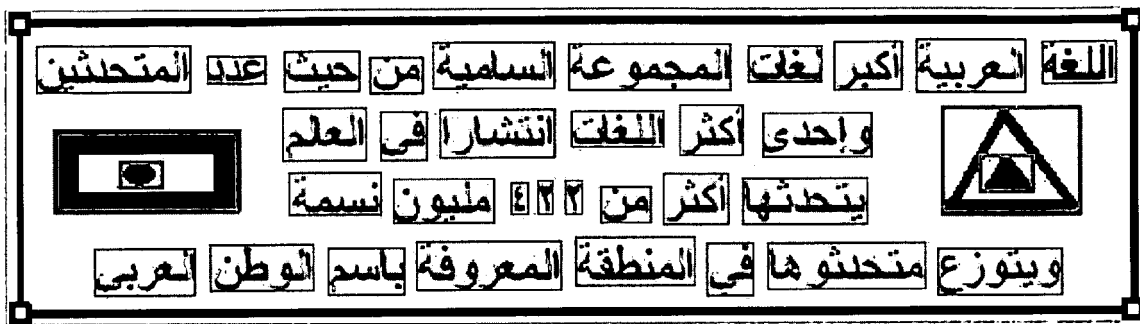 اللغة العربية أكبر لغات المجموعة السامية من حيث عدد المتحدثين
وإحدى أكثر اللغات انتشارا في العالم
يتحدثها أكثر من ٤٢٢ مليون نسمة
ويتوزع متحدثوها في المنطقة المعروفة باسم الوطن العربي